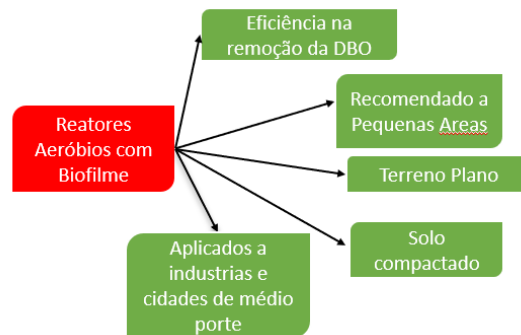 Eficiência na
remoção da DBO
Recomendado a
Pequenas Areas
Reatores
Aeróbios com
Biofilme
Terreno Plano
Solo
compactado
Aplicados a
industrias e
cidades de médio
porte